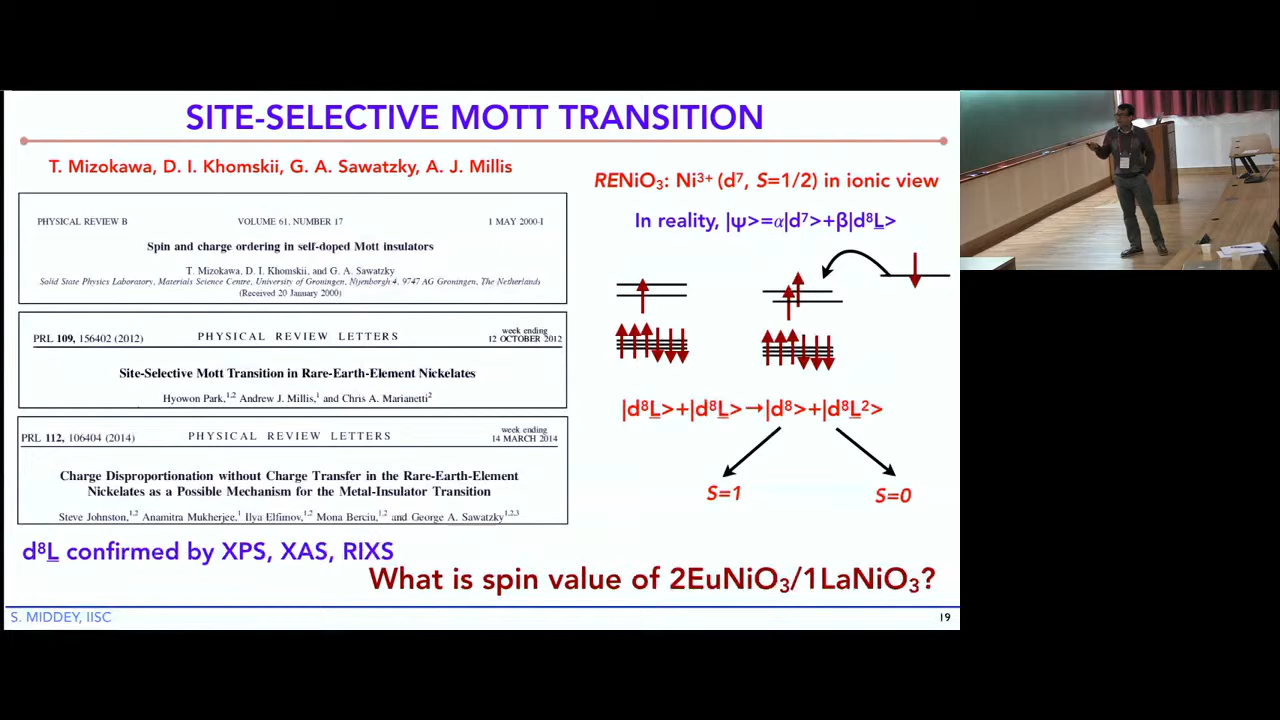 SITE-SELECTIVE MOTT TRANSITION
T. Mizokawa, D. I. Khomskii, G. A. Sawatzky, A. J. Millis
PHYSICAL REVIEW B VOLUME 61, NUMBER 17 1 MAY 2000-I
Spin and charge ordering in self-doped Mott insulators
T. Mizokawa, D. I. Khomskii, and G. A. Sawatzky
Solid State Physics Laboratory, Materials Science Centre, University of Groningen, Nijenborgh 4, 9747 AG Groningen, The Netherlands
(Received 20 January 2000)
PRL 109, 156402 (2012) PHYSICAL REVIEW LETTERS week ending
12 OCTOBER 2012
Site-Selective Mott Transition in Rare-Earth-Element Nickelates
Hyowon Park,¹,² Andrew J. Millis,¹ and Chris A. Marianetti²
PRL 112, 106404 (2014) PHYSICAL REVIEW LETTERS week ending
14 MARCH 2014
Charge Disproportionation without Charge Transfer in the Rare-Earth-Element
Nickelates as a Possible Mechanism for the Metal-Insulator Transition
Steve Johnston,¹,² Anamitra Mukherjee,¹ Ilya Elfimov,¹,² Mona Berciu,¹,² and George A. Sawatzky¹,²,³
d⁸L confirmed by XPS, XAS, RIXS
RENiO₃: Ni³⁺ (d⁷, S=1/2) in ionic view
In reality, |ψ>=α|d⁷>+β|d⁸L>
|d⁸L>+|d⁸L>→|d⁸>+|d⁸L²>
S=1 S=0
What is spin value of 2EuNiO₃/1LaNiO₃?
S. MIDDEY, IISC 19